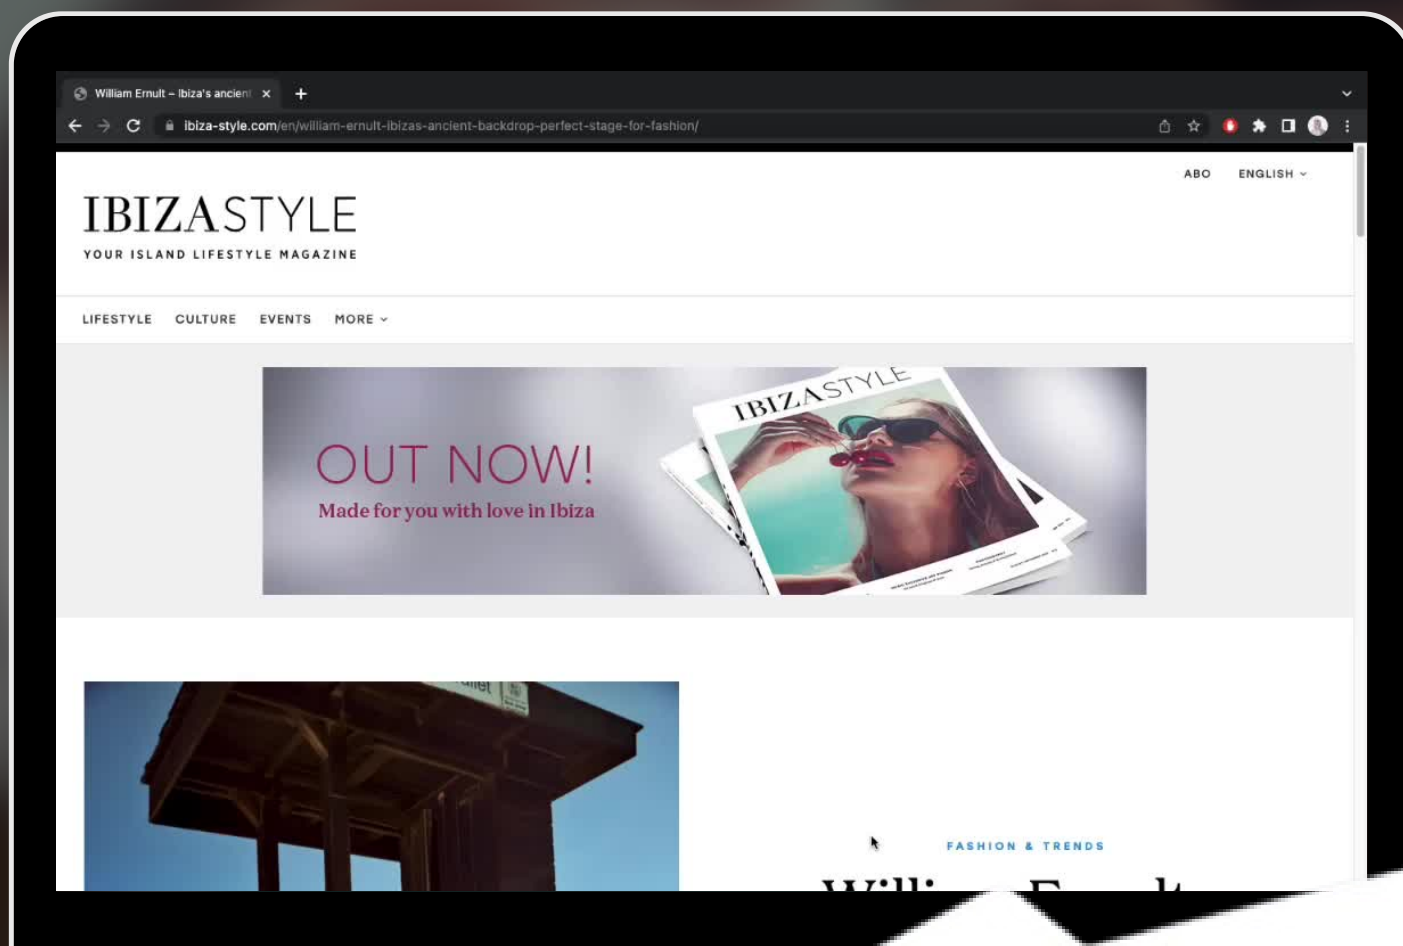 William Ernult – Ibiza's ancien
ibiza-style.com/en/william-ernult-ibizas-ancient-backdrop-perfect-stage-for-fashion/
ABO ENGLISH
IBIZASTYLE
YOUR ISLAND LIFESTYLE MAGAZINE
LIFESTYLE CULTURE EVENTS MORE
IBIZASTYLE
OUT NOW!
Made for you with love in Ibiza
FASHION & TRENDS
William Ernult